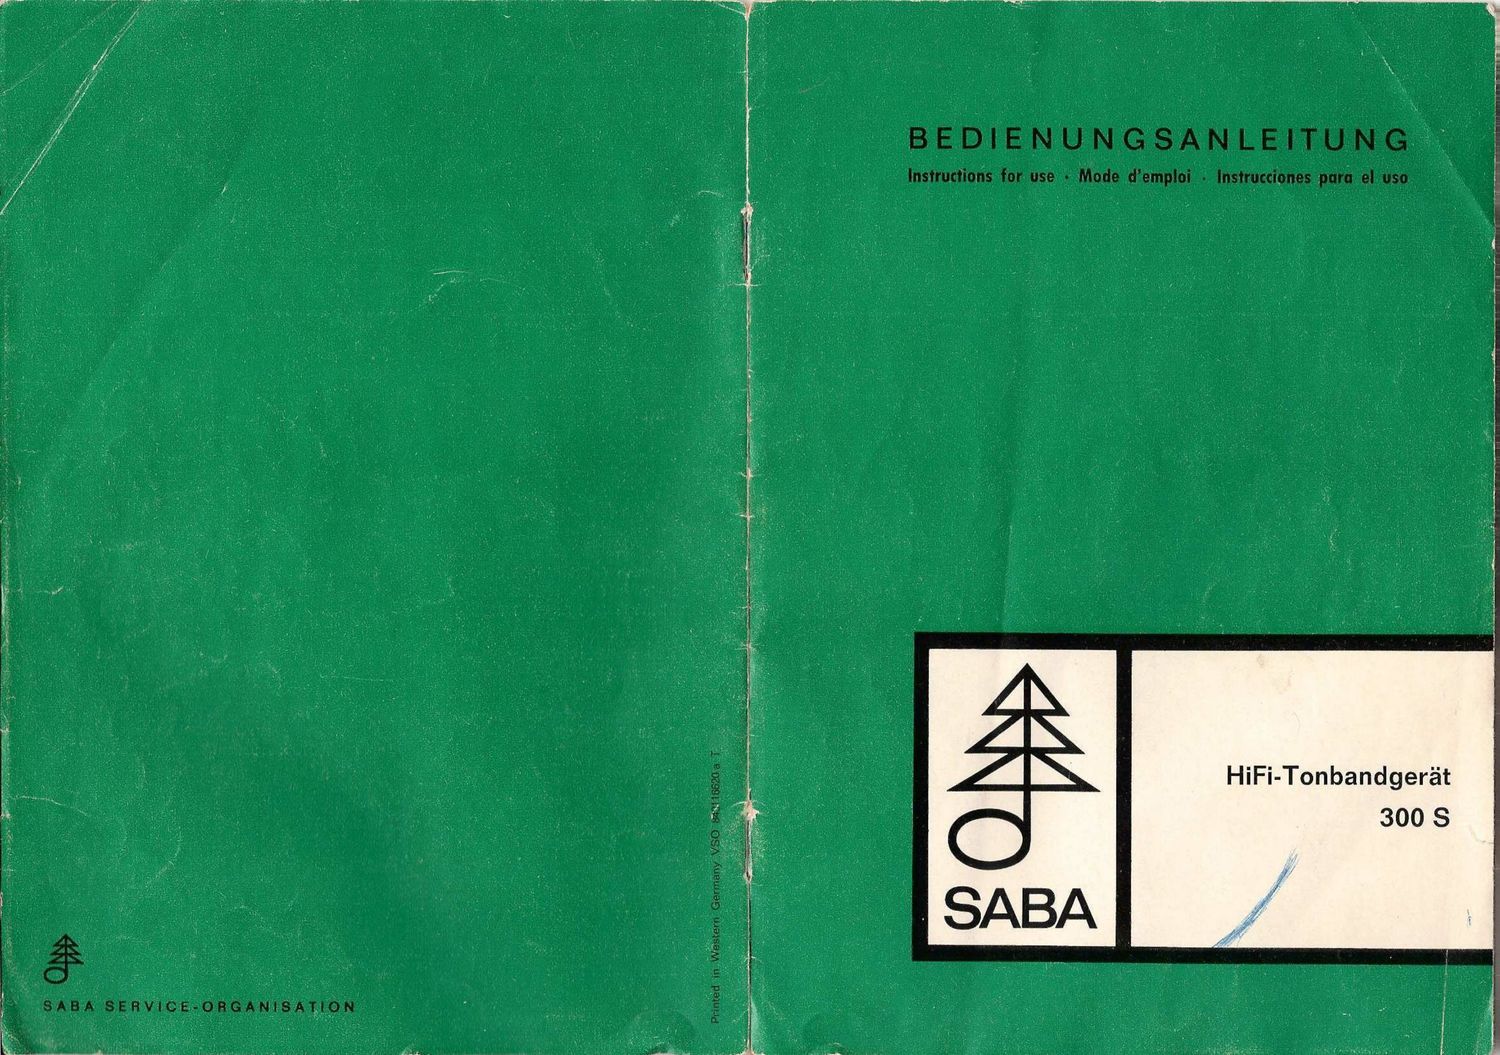 BEDIENUNGSANLEITUNG
Instructions for use · Mode d'emploi · Instrucciones para el uso
HiFi-Tonbandgerät
300 S
SABA
Printed in Western Germany VSO a T
SABA SERVICE-ORGANISATION